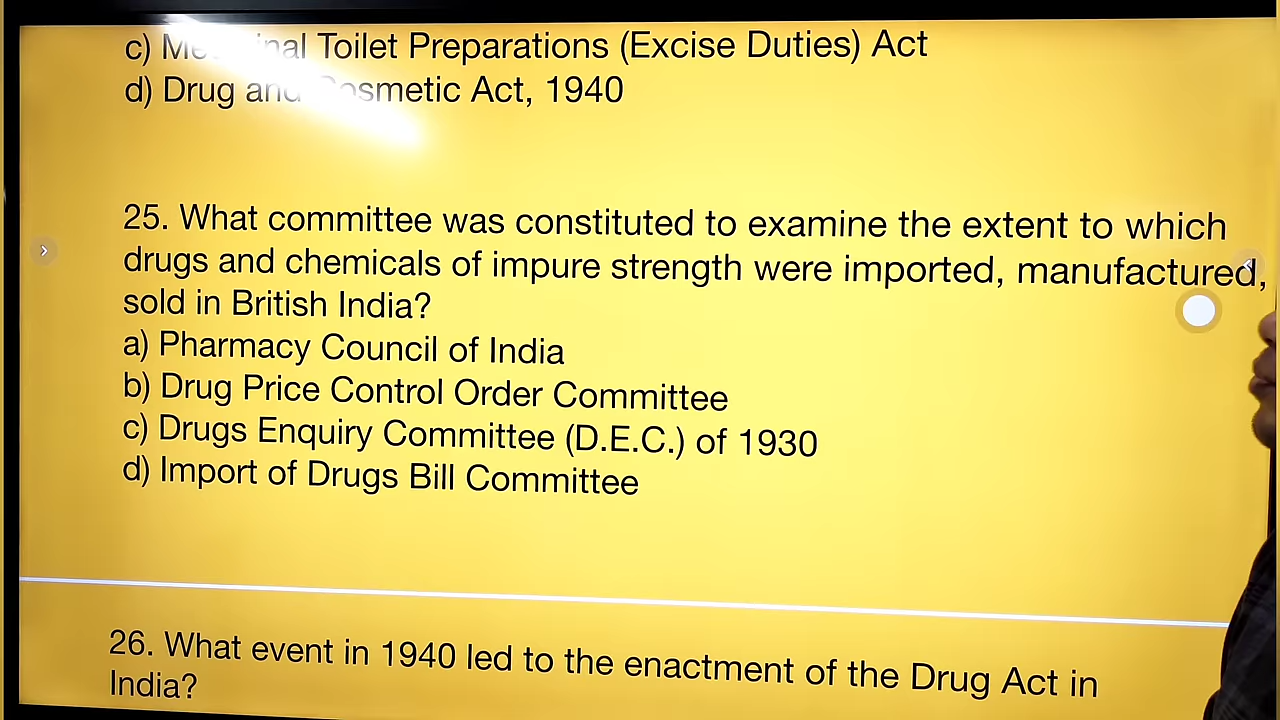 c) Me inal Toilet Preparations (Excise Duties) Act
d) Drug and osmetic Act, 1940
25. What committee was constituted to examine the extent to which
drugs and chemicals of impure strength were imported, manufactured,
sold in British India?
a) Pharmacy Council of India
b) Drug Price Control Order Committee
c) Drugs Enquiry Committee (D.E.C.) of 1930
d) Import of Drugs Bill Committee
26. What event in 1940 led to the enactment of the Drug Act in
India?